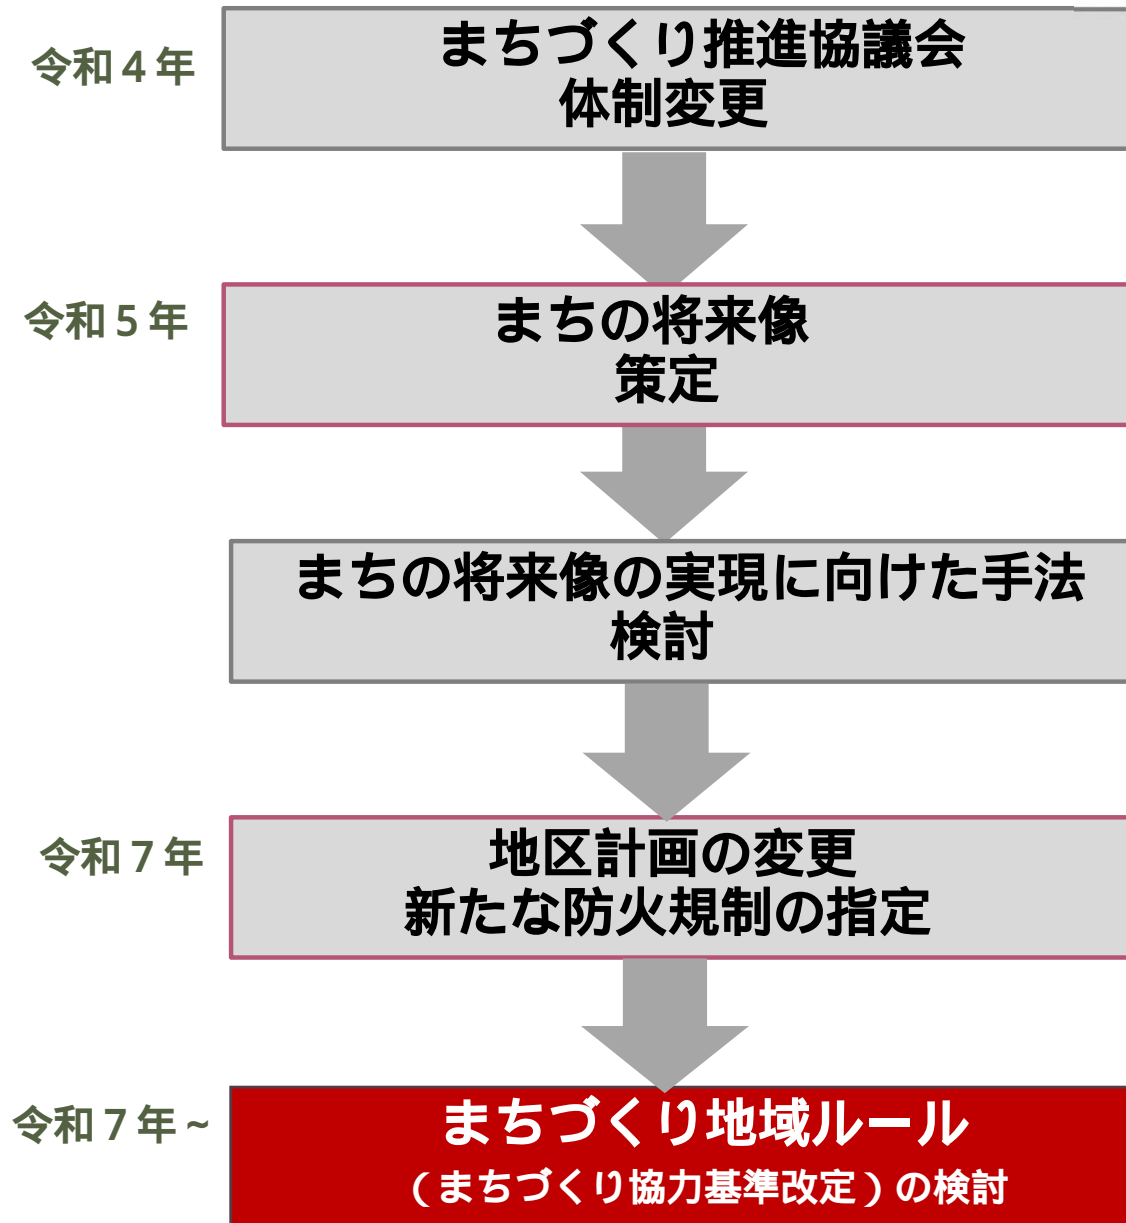 令和４年
まちづくり推進協議会
体制変更
令和５年
まちの将来像
策定
まちの将来像の実現に向けた手法
検討
令和７年
地区計画の変更
新たな防火規制の指定
令和７年~
まちづくり地域ルール
（まちづくり協力基準改定）の検討